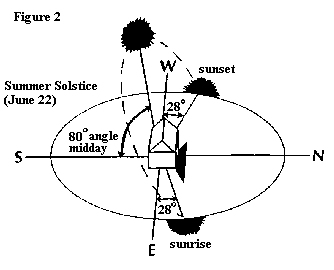 Figure 2
W
sunset
Summer Solstice
(June 22)
28°
80° angle
midday
S
N
28°
E
sunrise